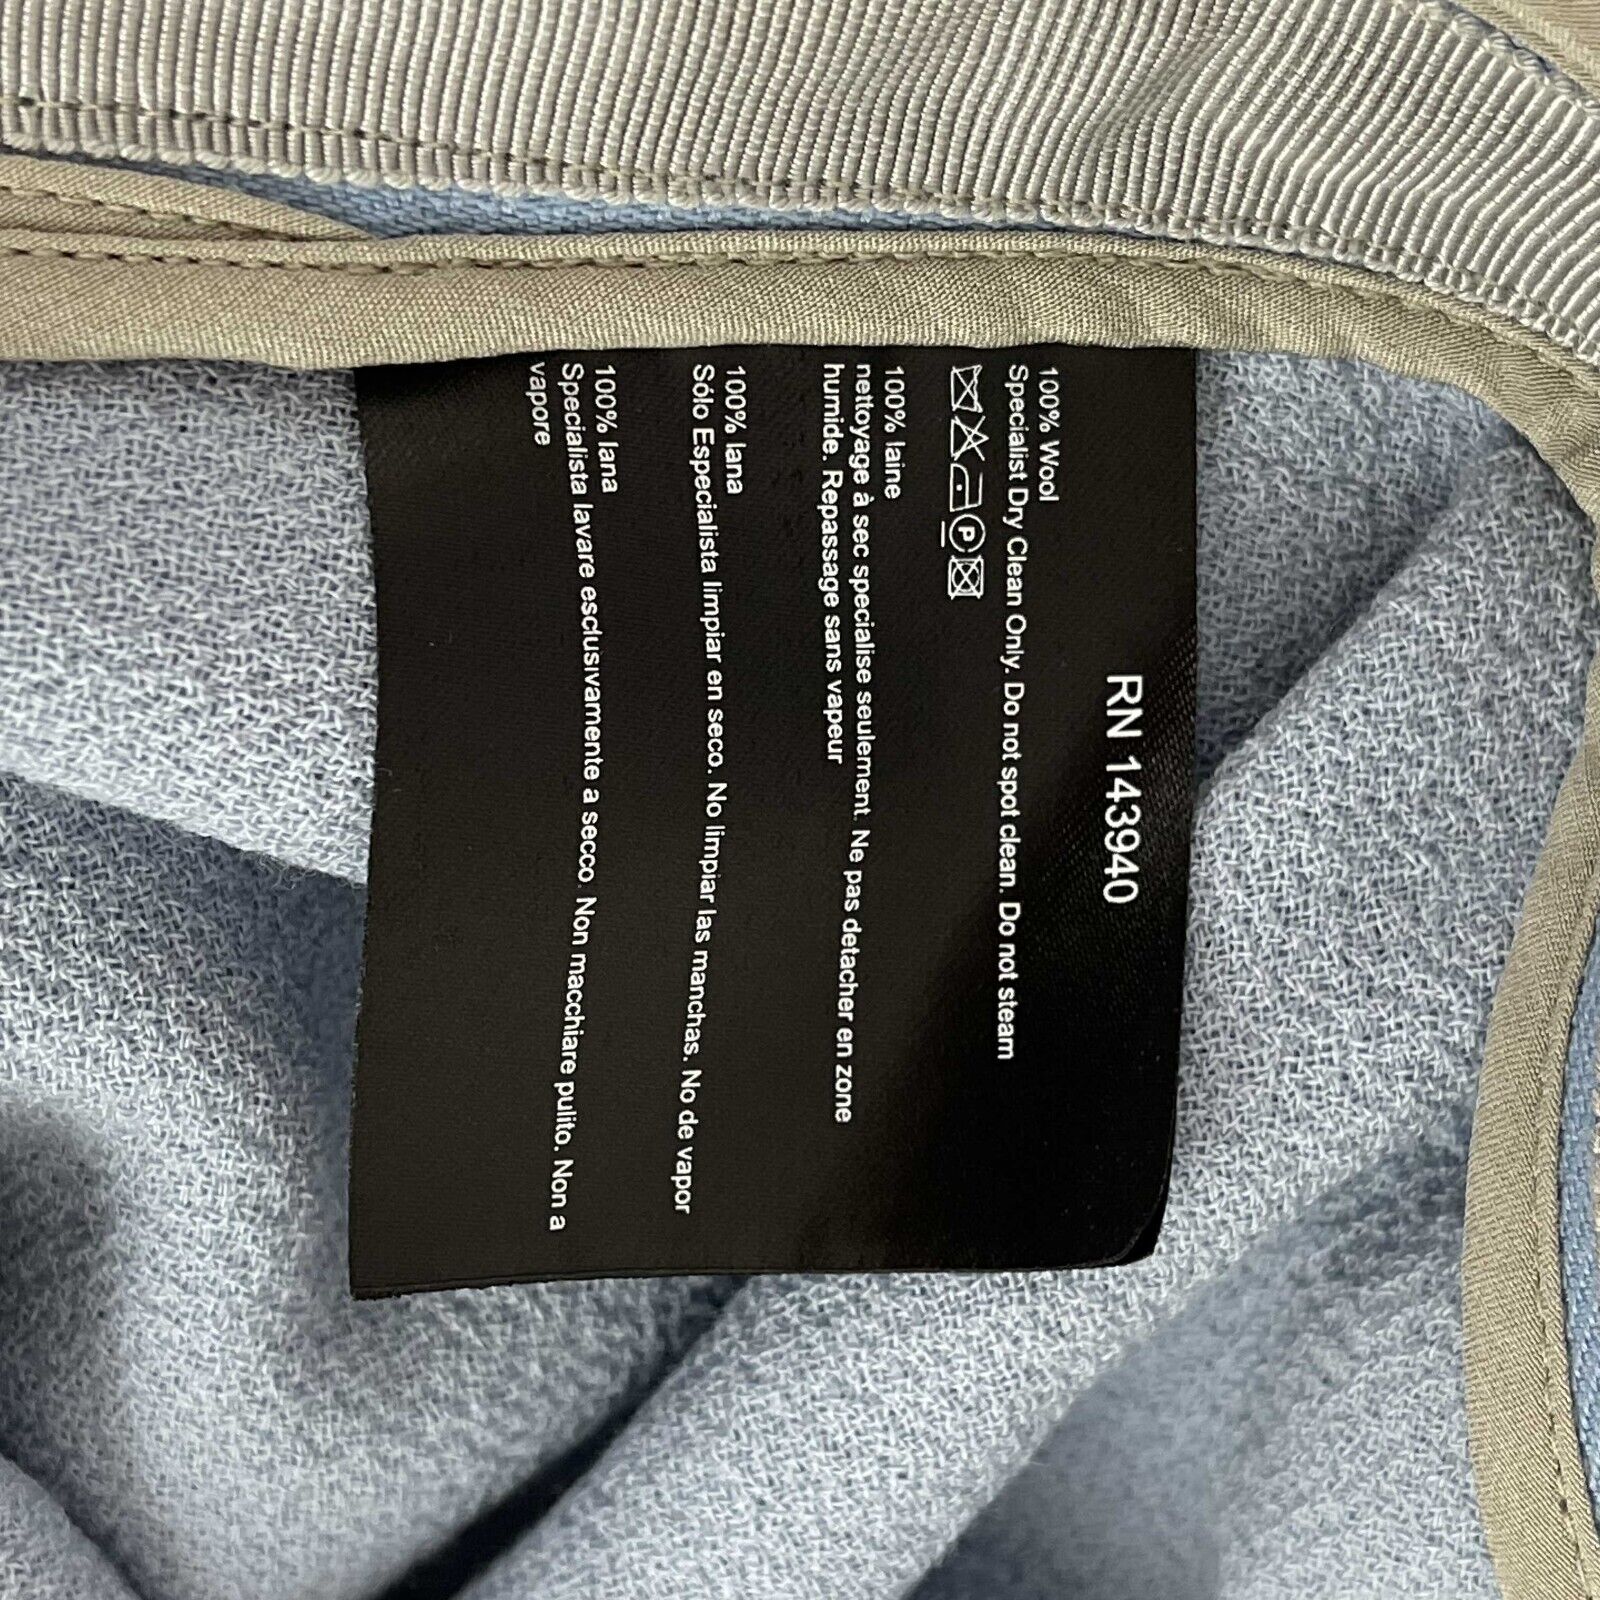 RN 143940
100% Wool
Specialist Dry Clean Only. Do not spot clean. Do not steam
P
100% laine
nettoyage à sec specialise seulement. Ne pas detacher en zone
humide. Repassage sans vapeur
100% lana
Sólo Especialista limpiar en seco. No limpiar las manchas. No de vapor
100% lana
Specialista lavare esclusivamente a secco. Non macchiare pulito. Non a
vapore